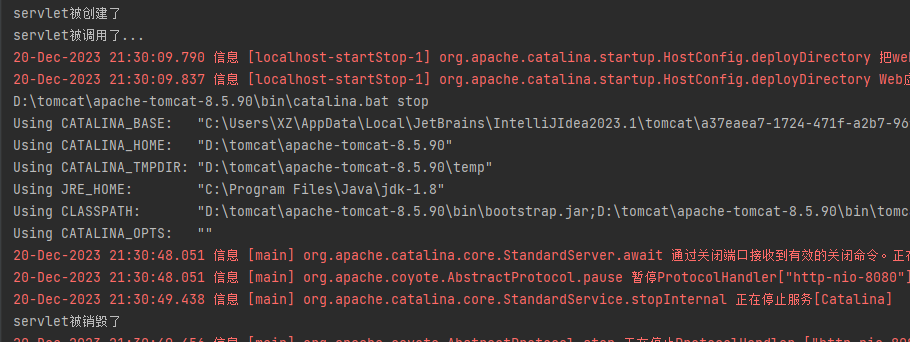 servlet被创建了
servlet被调用了...
20-Dec-2023 21:30:09.790 信息 [localhost-startStop-1] org.apache.catalina.startup.HostConfig.deployDirectory 把web
20-Dec-2023 21:30:09.837 信息 [localhost-startStop-1] org.apache.catalina.startup.HostConfig.deployDirectory Web应
D:\tomcat\apache-tomcat-8.5.90\bin\catalina.bat stop
Using CATALINA_BASE:   "C:\Users\XZ\AppData\Local\JetBrains\IntelliJIdea2023.1\tomcat\a37eaea7-1724-471f-a2b7-96
Using CATALINA_HOME:   "D:\tomcat\apache-tomcat-8.5.90"
Using CATALINA_TMPDIR: "D:\tomcat\apache-tomcat-8.5.90\temp"
Using JRE_HOME:        "C:\Program Files\Java\jdk-1.8"
Using CLASSPATH:       "D:\tomcat\apache-tomcat-8.5.90\bin\bootstrap.jar;D:\tomcat\apache-tomcat-8.5.90\bin\tomc
Using CATALINA_OPTS:   ""
20-Dec-2023 21:30:48.051 信息 [main] org.apache.catalina.core.StandardServer.await 通过关闭端口接收到有效的关闭命令。正在
20-Dec-2023 21:30:48.051 信息 [main] org.apache.coyote.AbstractProtocol.pause 暂停ProtocolHandler["http-nio-8080"]
20-Dec-2023 21:30:49.438 信息 [main] org.apache.catalina.core.StandardService.stopInternal 正在停止服务[Catalina]
servlet被销毁了